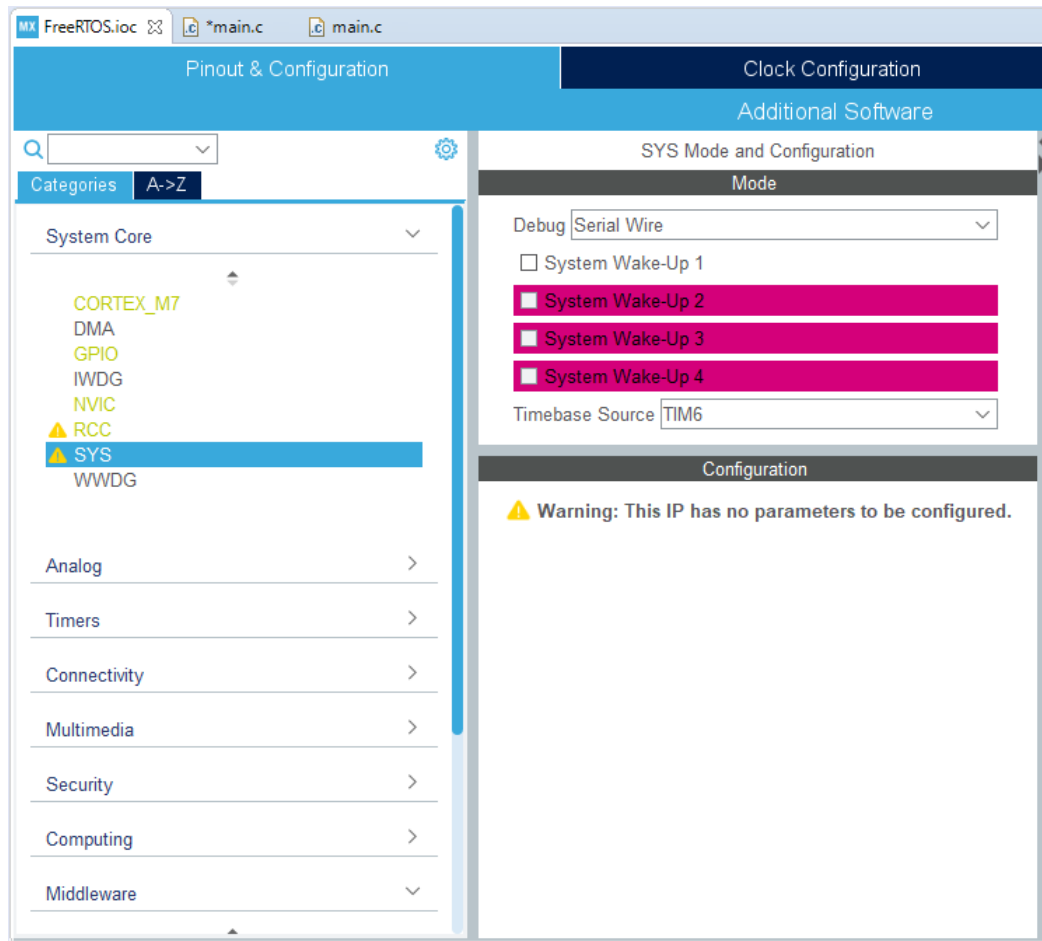 MX FreeRTOS.ioc
.c *main.c
.c main.c
Pinout & Configuration
Clock Configuration
Additional Software
Categories
A->Z
System Core
CORTEX_M7
DMA
GPIO
IWDG
NVIC
RCC
SYS
WWDG
Analog
Timers
Connectivity
Multimedia
Security
Computing
Middleware
SYS Mode and Configuration
Mode
Debug Serial Wire
System Wake-Up 1
System Wake-Up 2
System Wake-Up 3
System Wake-Up 4
Timebase Source TIM6
Configuration
Warning: This IP has no parameters to be configured.